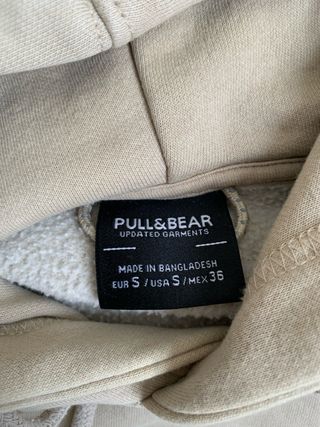 PULL&BEAR
UPDATED GARMENTS
MADE IN BANGLADESH
EUR S / USA S / MEX 36